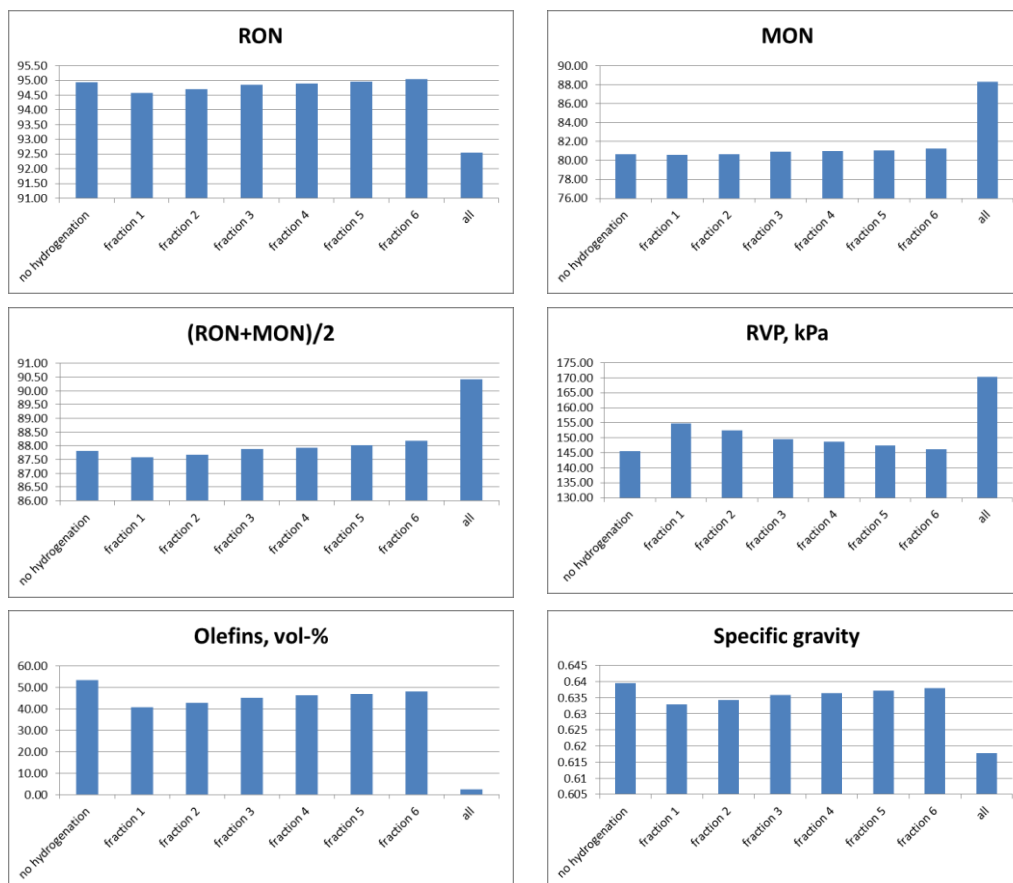 RON
95.50
95.00
94.50
94.00
93.50
93.00
92.50
92.00
91.50
91.00
no hydrogenation
fraction 1
fraction 2
fraction 3
fraction 4
fraction 5
fraction 6
all
MON
90.00
88.00
86.00
84.00
82.00
80.00
78.00
76.00
no hydrogenation
fraction 1
fraction 2
fraction 3
fraction 4
fraction 5
fraction 6
all
(RON+MON)/2
91.00
90.50
90.00
89.50
89.00
88.50
88.00
87.50
87.00
86.50
86.00
no hydrogenation
fraction 1
fraction 2
fraction 3
fraction 4
fraction 5
fraction 6
all
RVP, kPa
175.00
170.00
165.00
160.00
155.00
150.00
145.00
140.00
135.00
130.00
no hydrogenation
fraction 1
fraction 2
fraction 3
fraction 4
fraction 5
fraction 6
all
Olefins, vol-%
60.00
50.00
40.00
30.00
20.00
10.00
0.00
no hydrogenation
fraction 1
fraction 2
fraction 3
fraction 4
fraction 5
fraction 6
all
Specific gravity
0.645
0.64
0.635
0.63
0.625
0.62
0.615
0.61
0.605
no hydrogenation
fraction 1
fraction 2
fraction 3
fraction 4
fraction 5
fraction 6
all